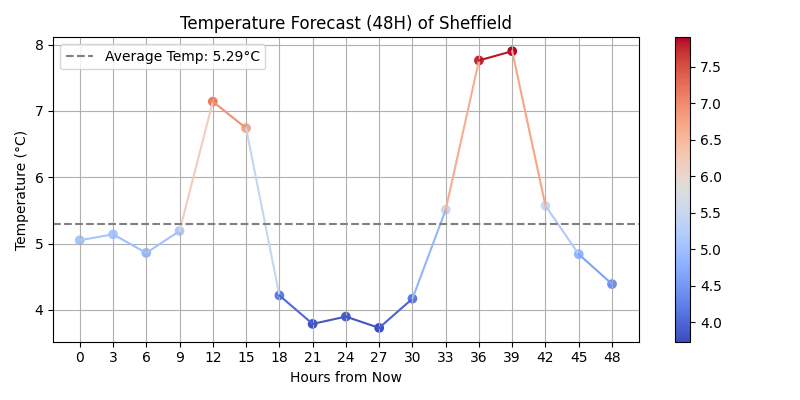 Temperature Forecast (48H) of Sheffield
Average Temp: 5.29°C
Temperature (°C)
8
7
6
5
4
0 3 6 9 12 15 18 21 24 27 30 33 36 39 42 45 48
Hours from Now
7.5
7.0
6.5
6.0
5.5
5.0
4.5
4.0